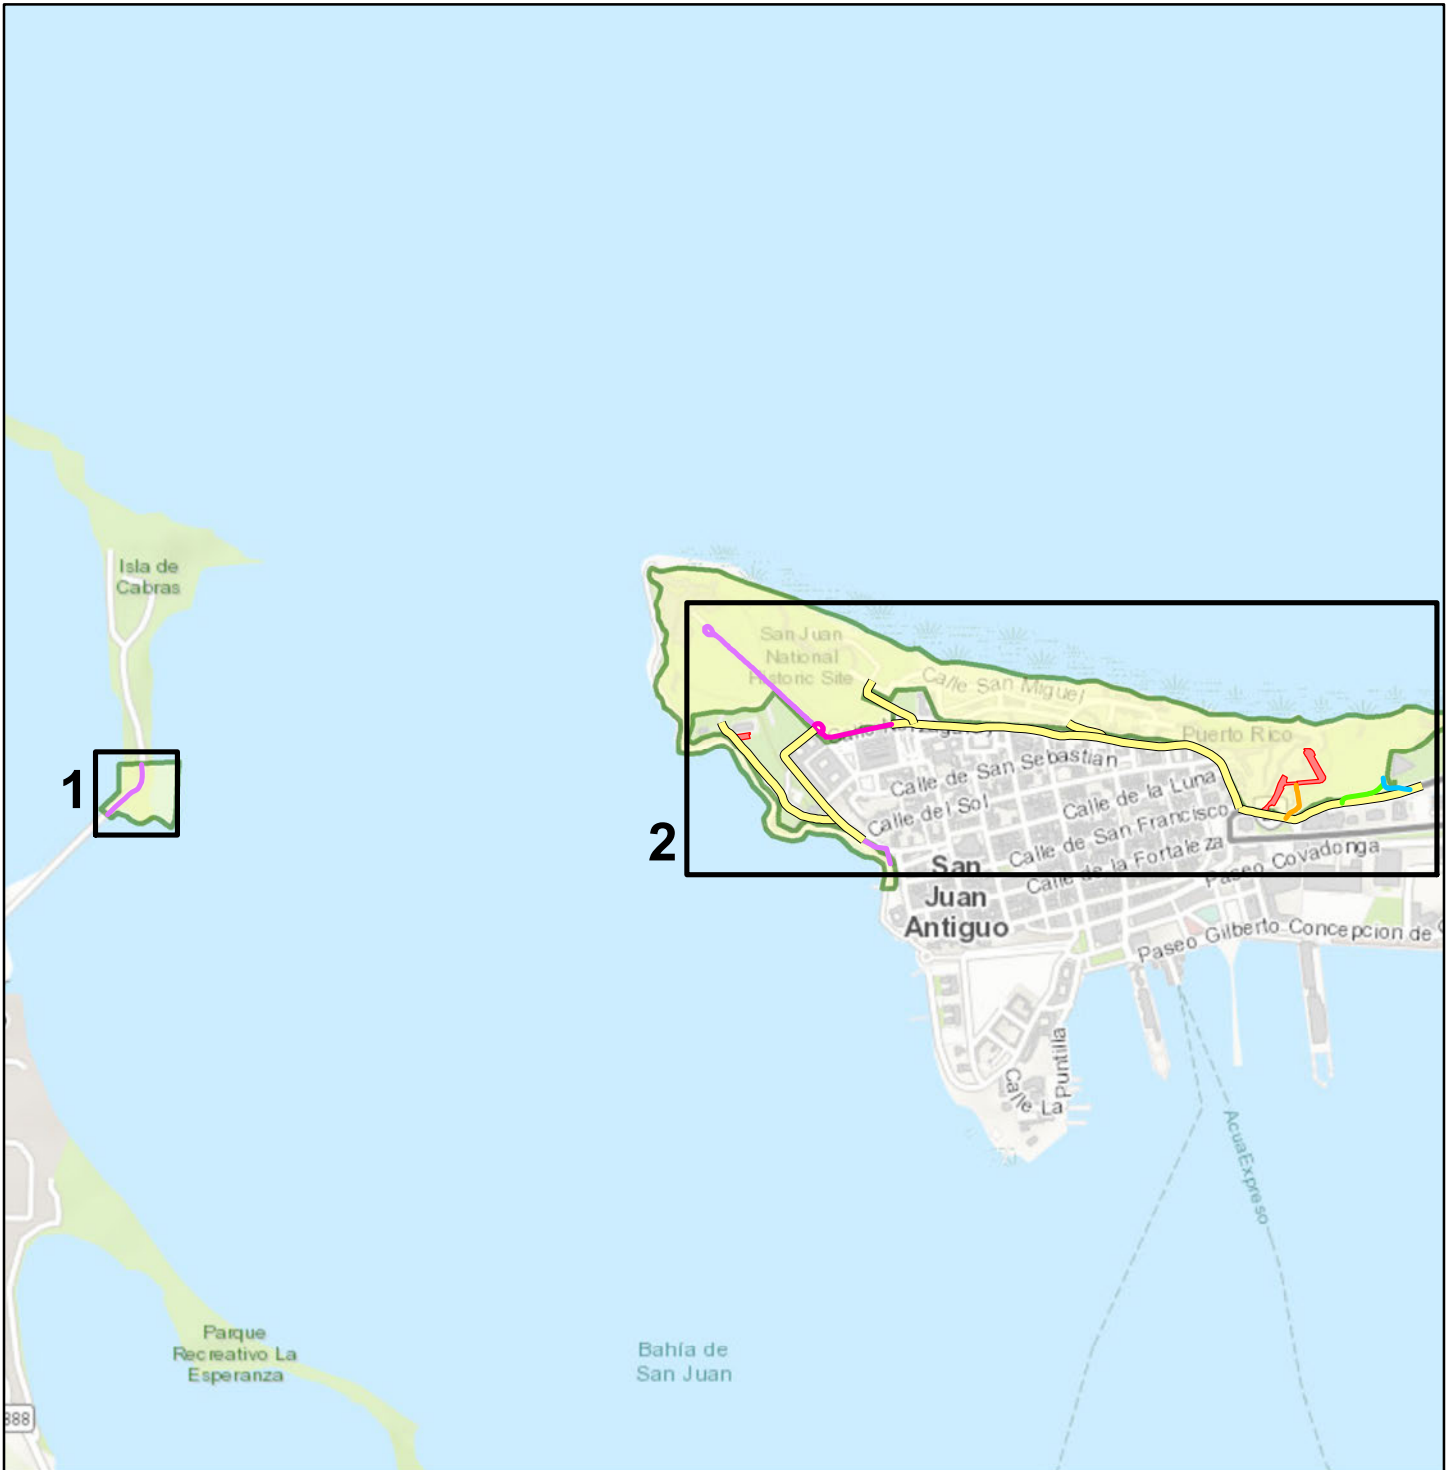 Isla de
Cabras
1
San Juan
National
Historic Site
Calle San Miguel
Puerto Rico
Calle Norzagaray
Calle de San Sebastian
Calle de la Luna
Calle del Sol
Calle de San Francisco
Calle de la Fortaleza
Paseo Covadonga
2
San
Juan
Antiguo
Paseo Gilberto Concepcion de
Calle La Puntilla
AcuaExpreso
Parque
Recreativo La
Esperanza
Bahía de
San Juan
888